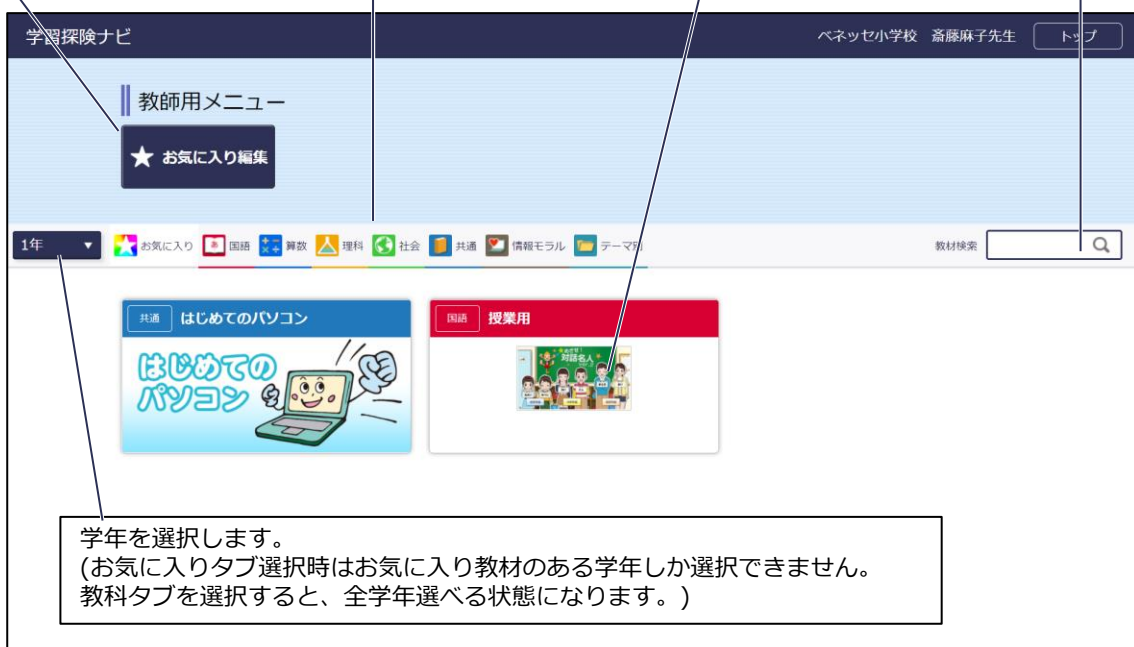 学習探険ナビ
ベネッセ小学校 斎藤麻子先生 トップ
教師用メニュー
★ お気に入り編集
1年 お気に入り 国語 算数 理科 社会 共通 情報モラル テーマ別 教材検索
共通 はじめてのパソコン
国語 授業用
はじめての
パソコン
対話名人
学年を選択します。
(お気に入りタブ選択時はお気に入り教材のある学年しか選択できません。
教科タブを選択すると、全学年選べる状態になります。)